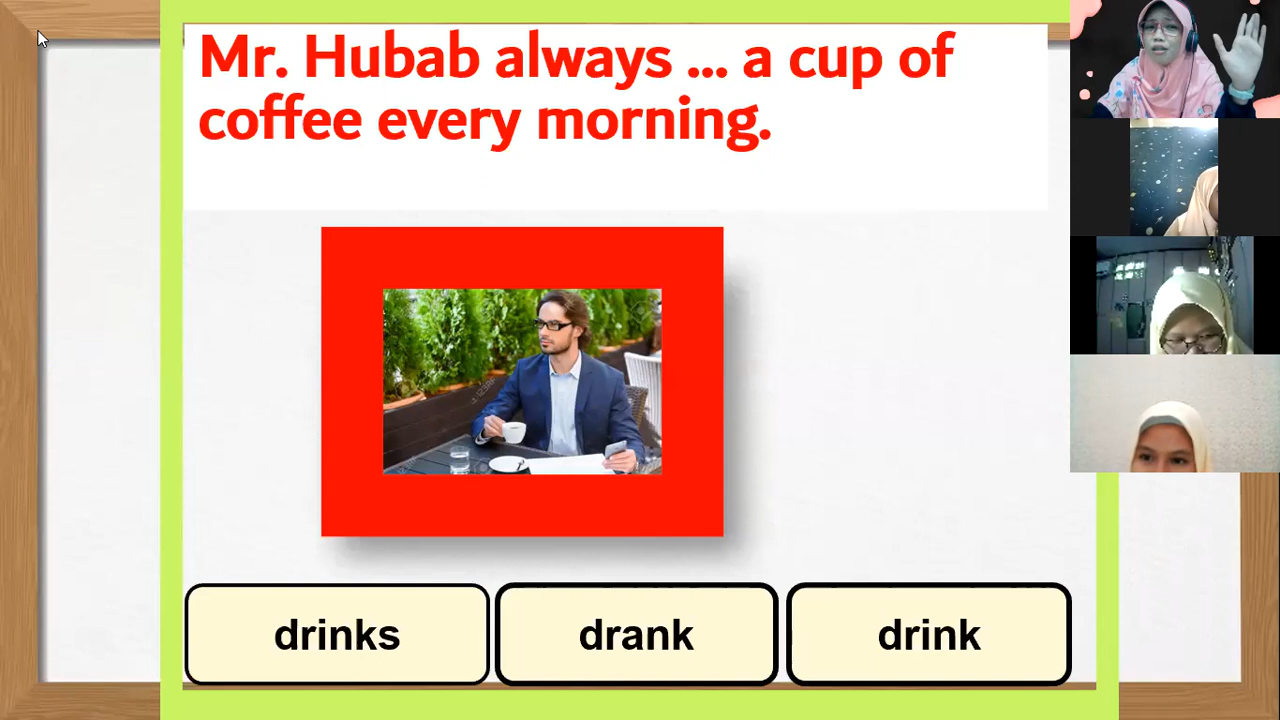 Mr. Hubab always ... a cup of
coffee every morning.
drinks
drank
drink